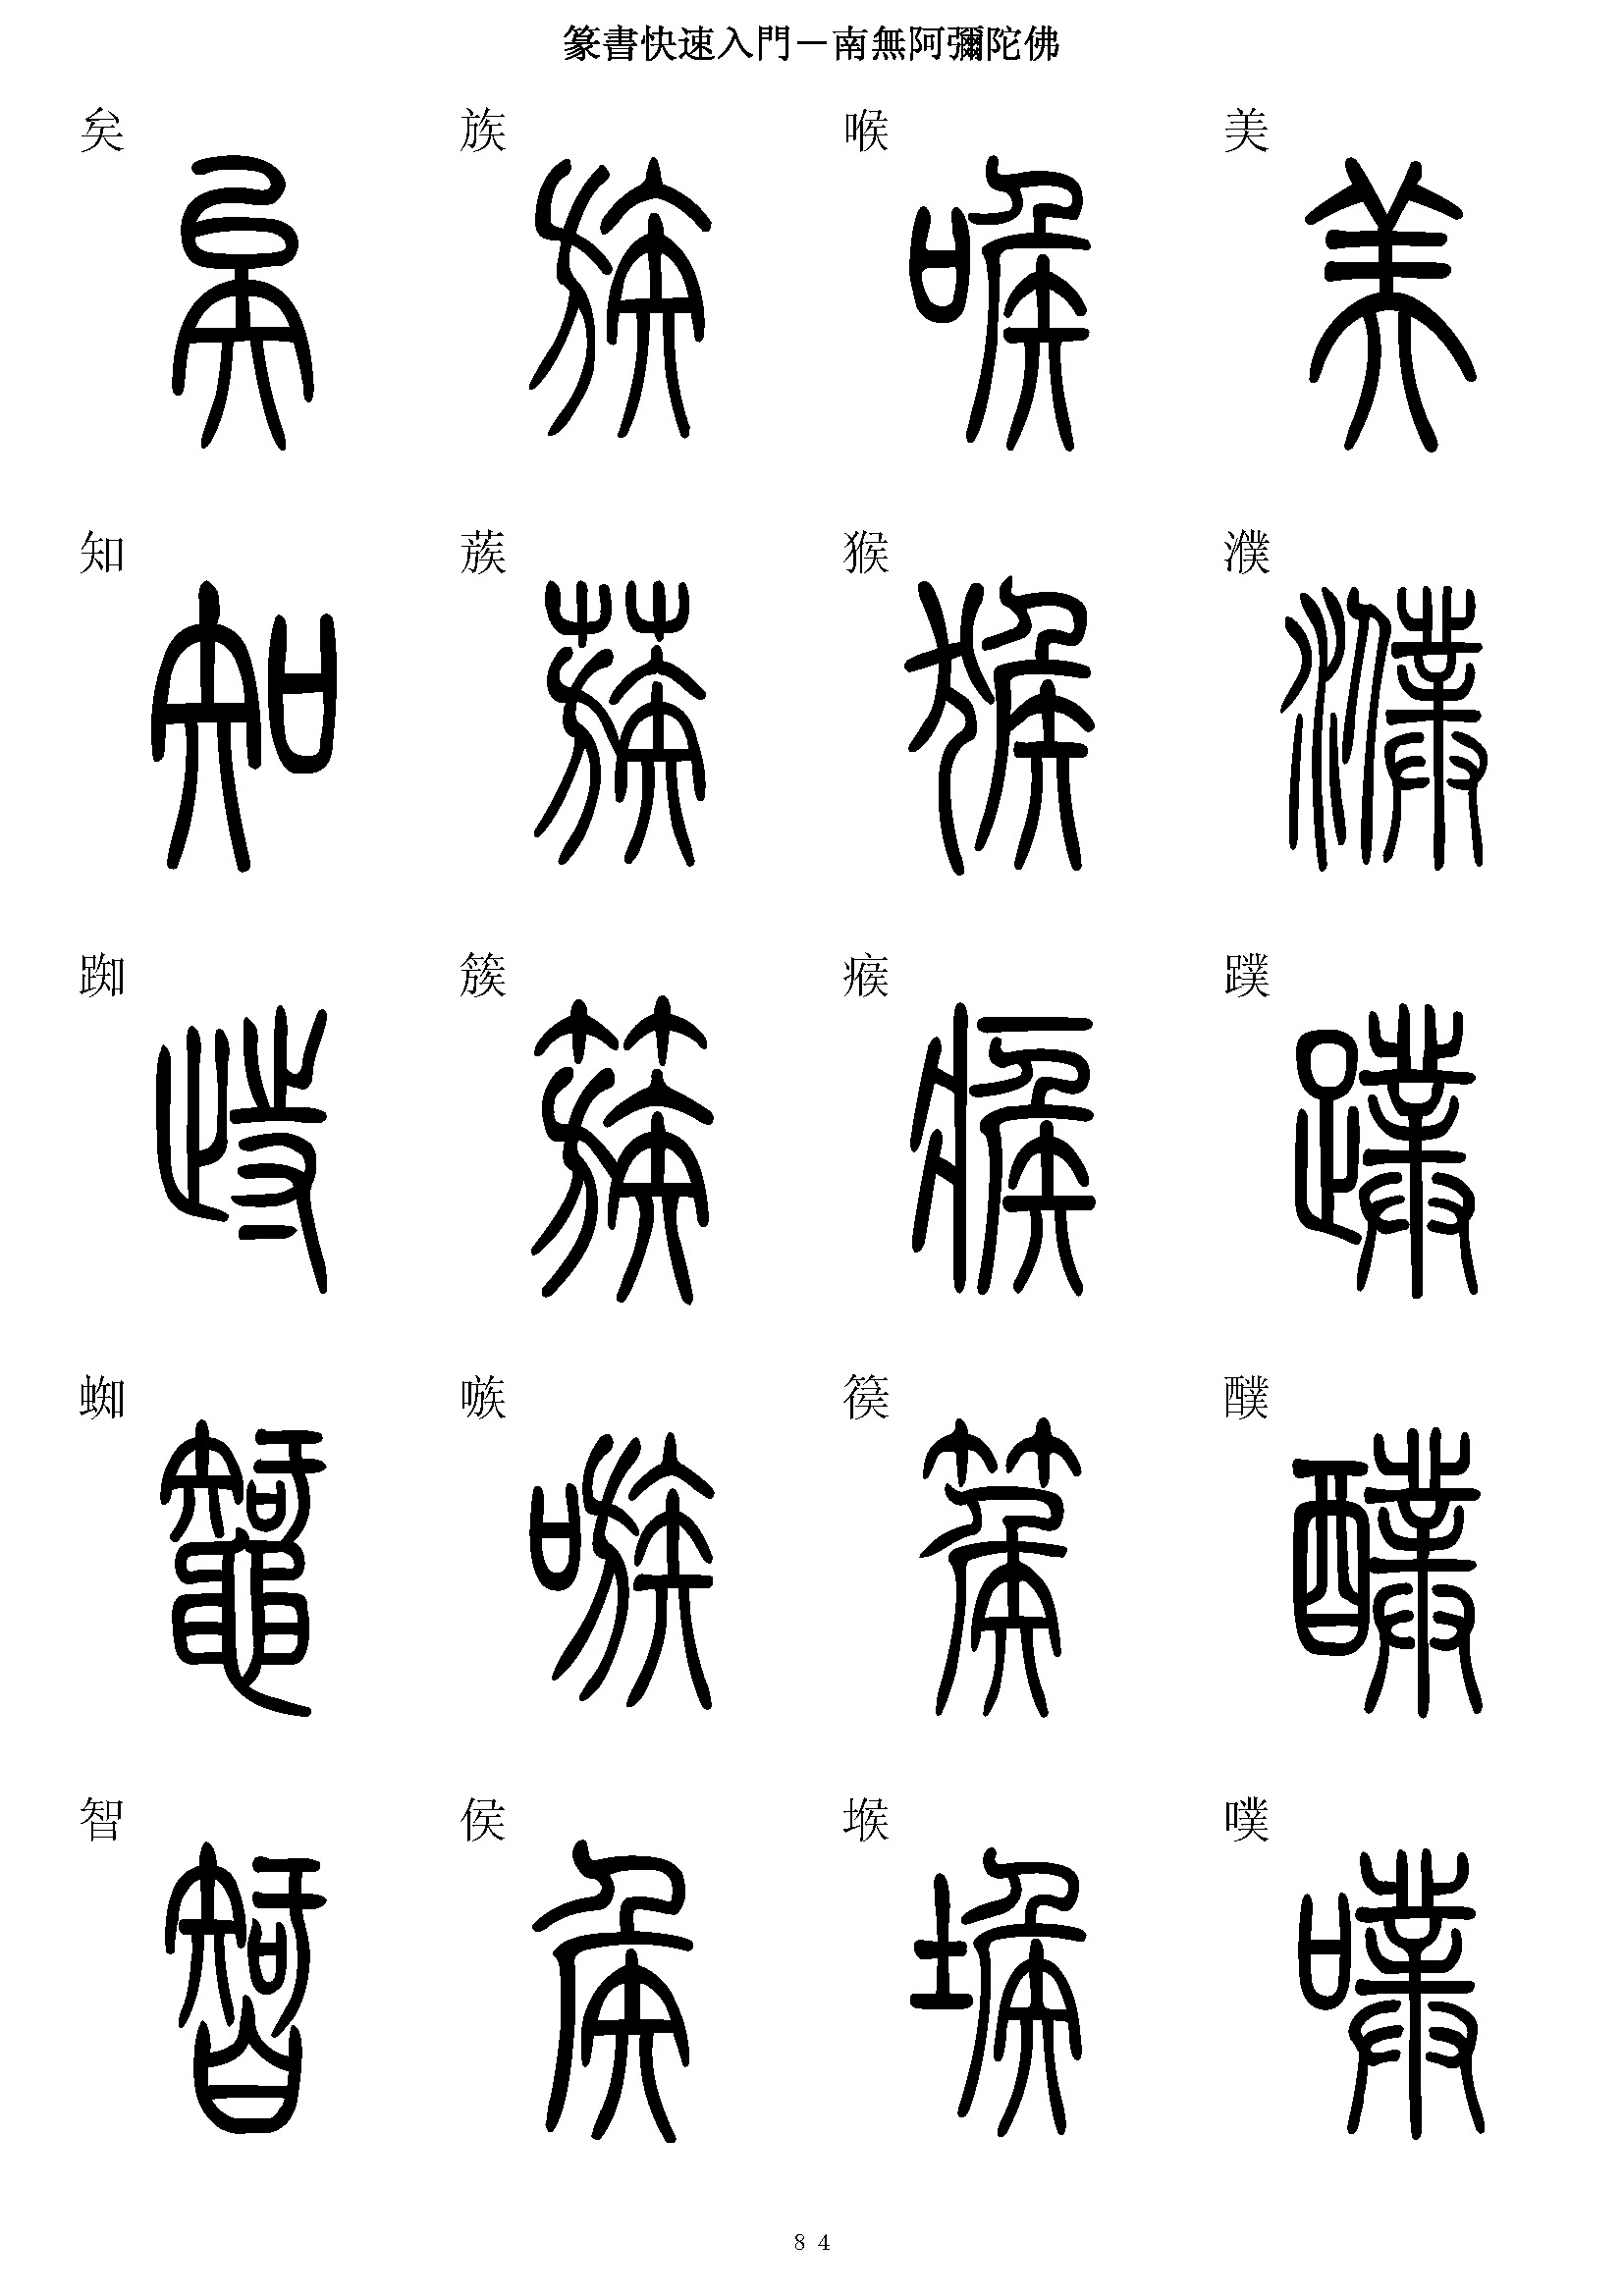 篆書快速入門－南無阿彌陀佛
矣 族 喉 美
知 蔟 猴 濮
踟 簇 瘊 蹼
蜘 嗾 篌 醭
智 侯 堠 噗
84